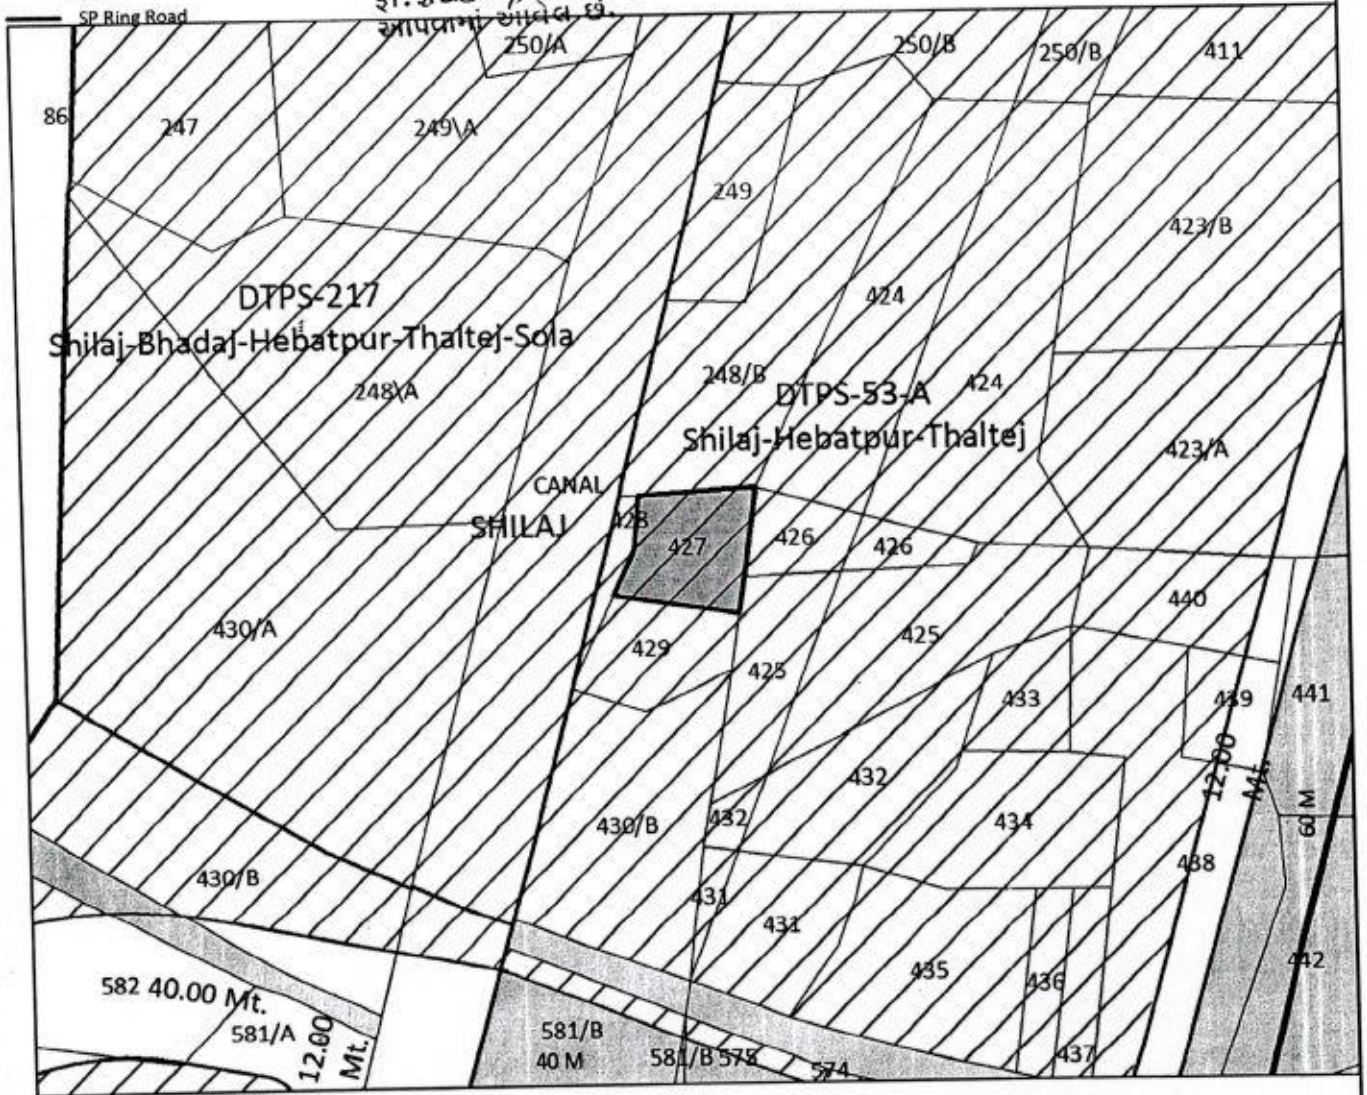 SP Ring Road
આપવામાં આવેલ છે.
250/A
250/B
250/B
411
86
247
249\A
249
423/B
DTPS-217
424
Shilaj-Bhadaj-Hebatpur-Thaltej-Sola
248\A
248/B
DTPS-53-A
424
Shilaj-Hebatpur-Thaltej
423/A
CANAL
SHILAJ
428
427
426
426
440
430/A
429
425
425
433
439
441
12.00
Mt.
432
432
430/B
434
60 M
438
430/B
431
431
435
436
442
582 40.00 Mt.
581/A
12.00
Mt.
581/B
40 M
581/B
575
574
437